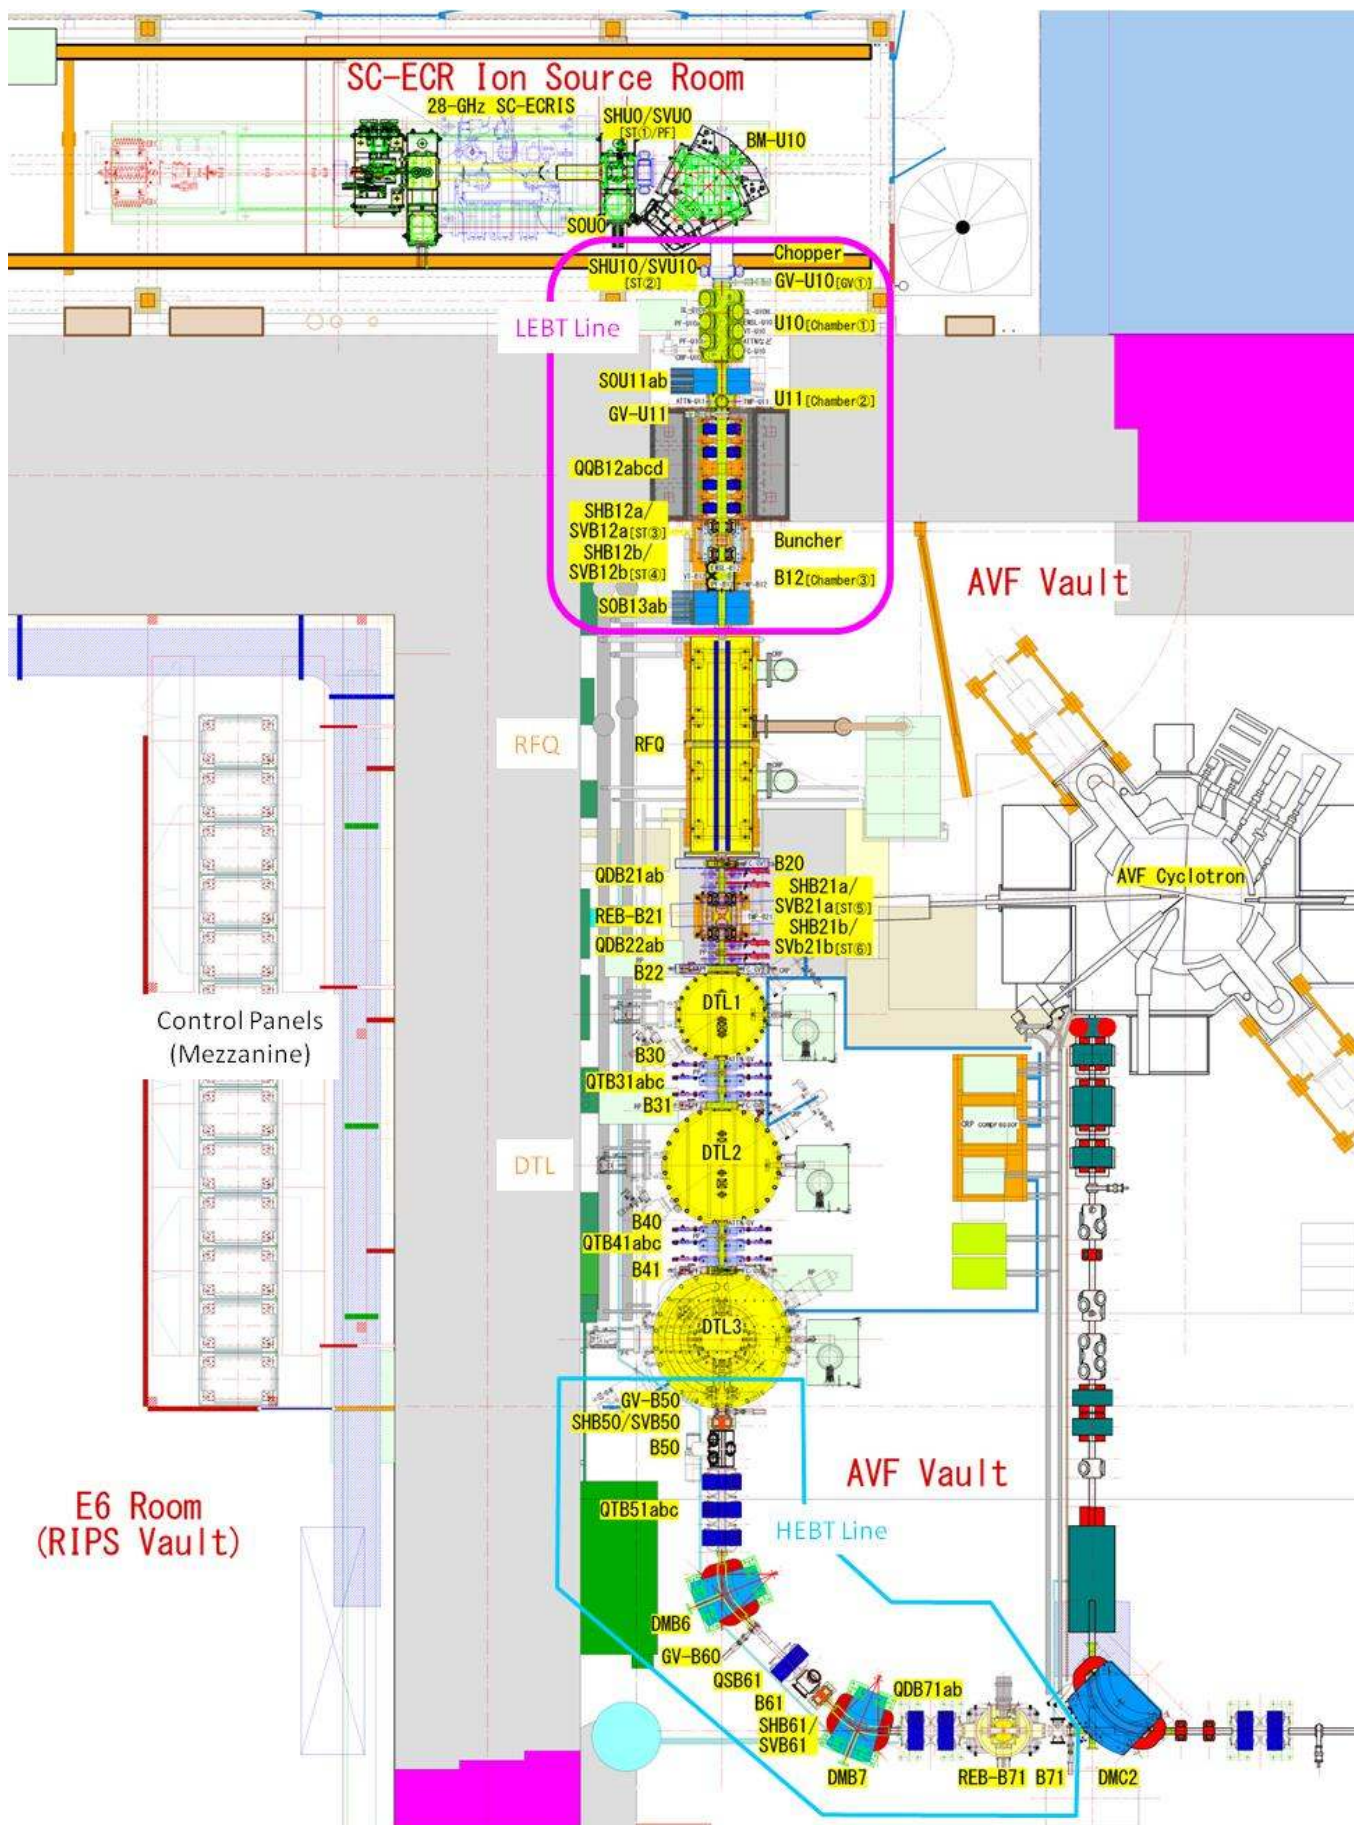 SC-ECR Ion Source Room
28-GHz SC-ECRIS
SHU0/SVU0
[ST①/PF]
BM-U10
SOU0
Chopper
SHU10/SVU10
[ST②]
GV-U10[GV①]
LEBT Line
U10[Chamber①]
SOU11ab
U11[Chamber②]
GV-U11
QQB12abcd
SHB12a/
SVB12a[ST③]
SHB12b/
SVB12b[ST④]
Buncher
B12[Chamber③]
SOB13ab
AVF Vault
RFQ
RFQ
B20
QDB21ab
SHB21a/
SVB21a[ST⑤]
SHB21b/
SVb21b[ST⑥]
AVF Cyclotron
REB-B21
QDB22ab
B22
DTL1
Control Panels
(Mezzanine)
B30
QTB31abc
B31
CRP compressor
DTL2
DTL
B40
QTB41abc
B41
DTL3
GV-B50
SHB50/SVB50
B50
AVF Vault
E6 Room
(RIPS Vault)
QTB51abc
HEBT Line
DMB6
GV-B60
QSB61
B61
SHB61/
SVB61
QDB71ab
DMB7
REB-B71
B71
DMC2